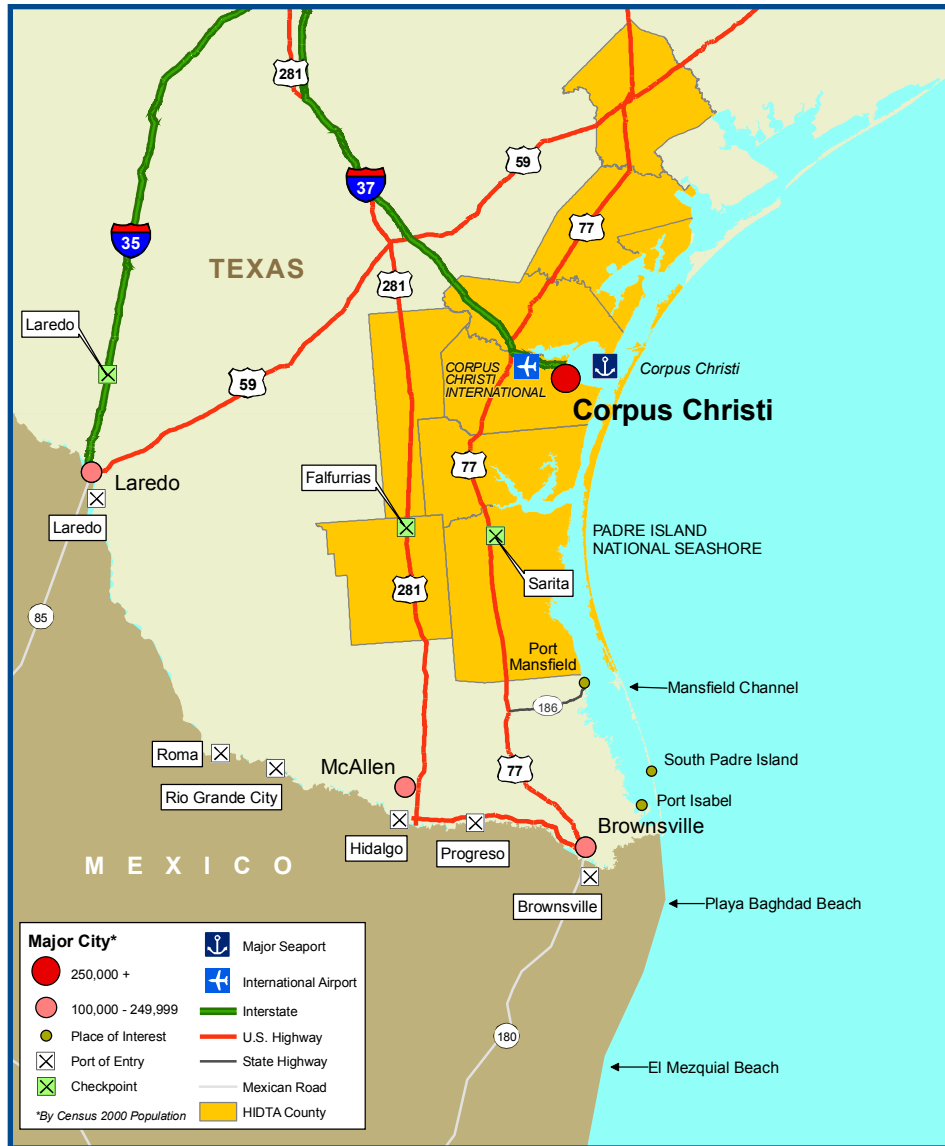 281
59
37
77
35
TEXAS
281
Laredo
CORPUS
CHRISTI
INTERNATIONAL
Corpus Christi
59
Corpus Christi
Laredo
Falfurrias
77
Laredo
PADRE ISLAND
NATIONAL SEASHORE
Sarita
281
85
Port
Mansfield
Mansfield Channel
186
Roma
McAllen
South Padre Island
77
Rio Grande City
Port Isabel
Hidalgo
Progreso
Brownsville
MEXICO
Brownsville
Playa Baghdad Beach
180
El Mezquial Beach
Major City*
250,000 +
100,000 - 249,999
Place of Interest
Port of Entry
Checkpoint
*By Census 2000 Population
Major Seaport
International Airport
Interstate
U.S. Highway
State Highway
Mexican Road
HIDTA County